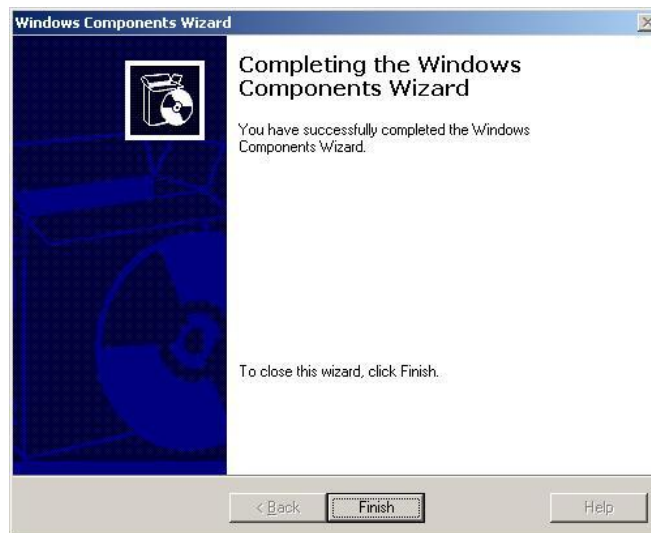 Windows Components Wizard
Completing the Windows
Components Wizard
You have successfully completed the Windows
Components Wizard.
To close this wizard, click Finish.
< Back
Finish
Help